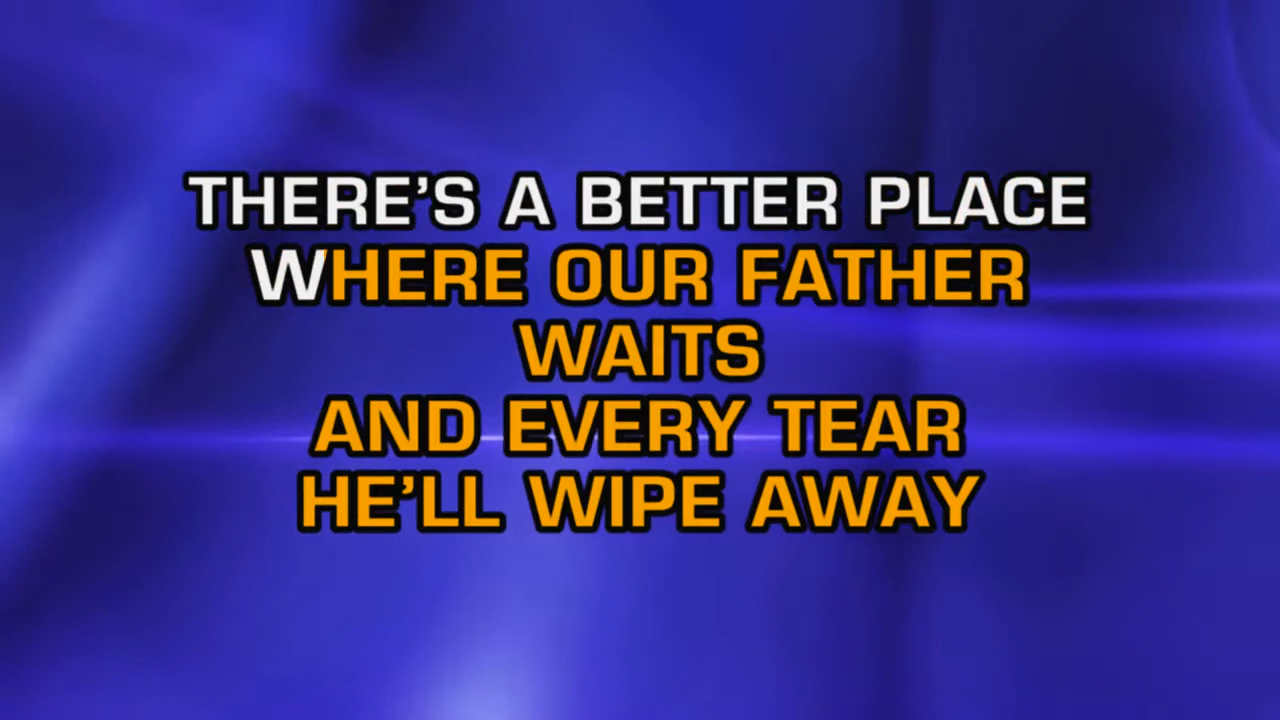 THERE'S A BETTER PLACE
WHERE OUR FATHER
WAITS
AND EVERY TEAR
HE'LL WIPE AWAY